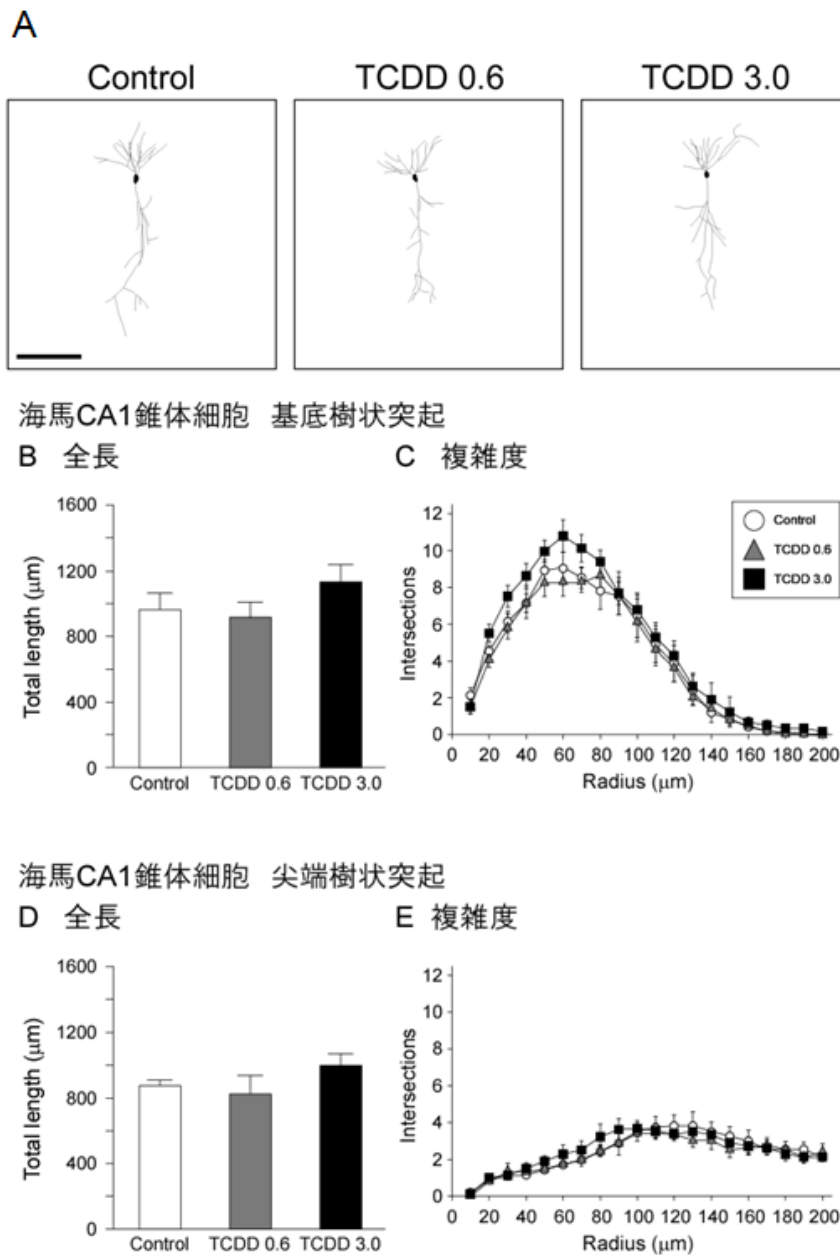 A
Control TCDD 0.6 TCDD 3.0
海馬CA1錐体細胞 基底樹状突起
B 全長
Total length (μm)
1600
1200
800
400
0
Control TCDD 0.6 TCDD 3.0
C 複雑度
Intersections
12
10
8
6
4
2
0
0 20 40 60 80 100 120 140 160 180 200
Radius (μm)
Control
TCDD 0.6
TCDD 3.0
海馬CA1錐体細胞 尖端樹状突起
D 全長
Total length (μm)
1600
1200
800
400
0
Control TCDD 0.6 TCDD 3.0
E 複雑度
Intersections
12
10
8
6
4
2
0
0 20 40 60 80 100 120 140 160 180 200
Radius (μm)